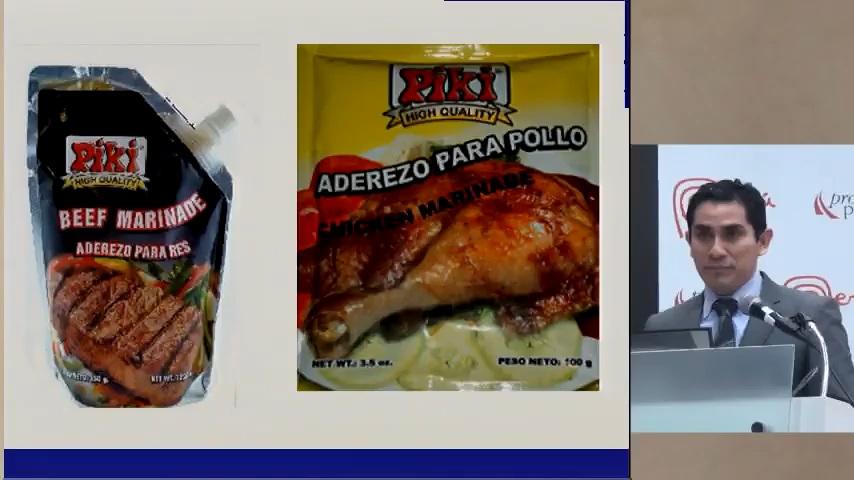 Piki
HIGH QUALITY
BEEF MARINADE
ADEREZO PARA RES
Piki
HIGH QUALITY
ADEREZO PARA POLLO
CHICKEN MARINADE
NET WT.: 3.5 oz.
PESO NETO: 100 g